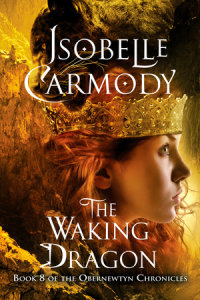 Isobelle
Carmody
The
Waking
Dragon
Book 8 of the Obernewtyn Chronicles